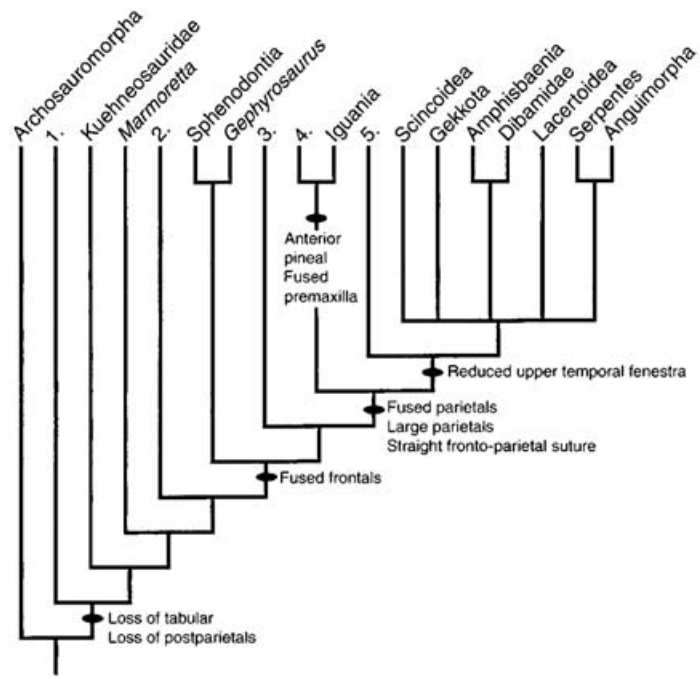 Archosauromorpha
1.
Kuehneosauridae
Marmoretta
2.
Sphenodontia
Gephyrosaurus
3.
4.
Iguania
5.
Scincoidea
Gekkota
Amphisbaenia
Dibamidae
Lacertoidea
Serpentes
Anguimorpha
Anterior
pineal
Fused
premaxilla
Reduced upper temporal fenestra
Fused parietals
Large parietals
Straight fronto-parietal suture
Fused frontals
Loss of tabular
Loss of postparietals